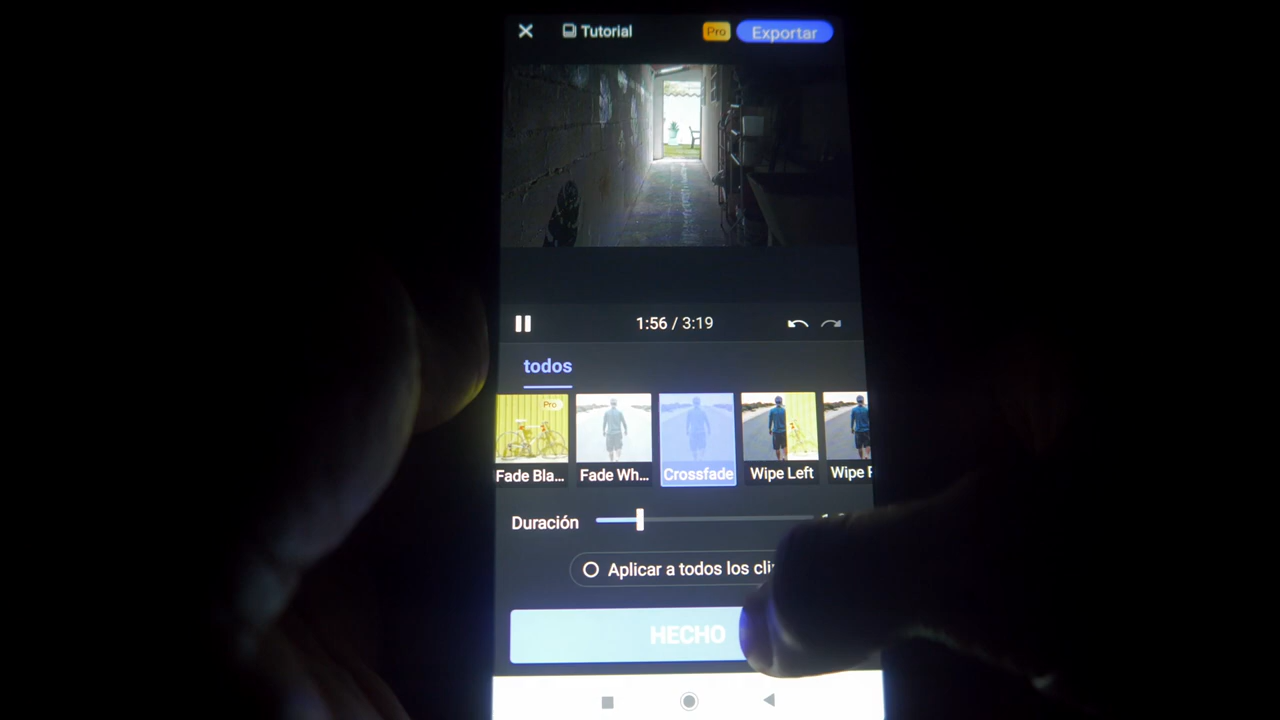 Tutorial Pro Exportar
1:56 / 3:19
todos
Pro
Fade Bla... Fade Wh... Crossfade Wipe Left Wipe
Duración
Aplicar a todos los
HECHO